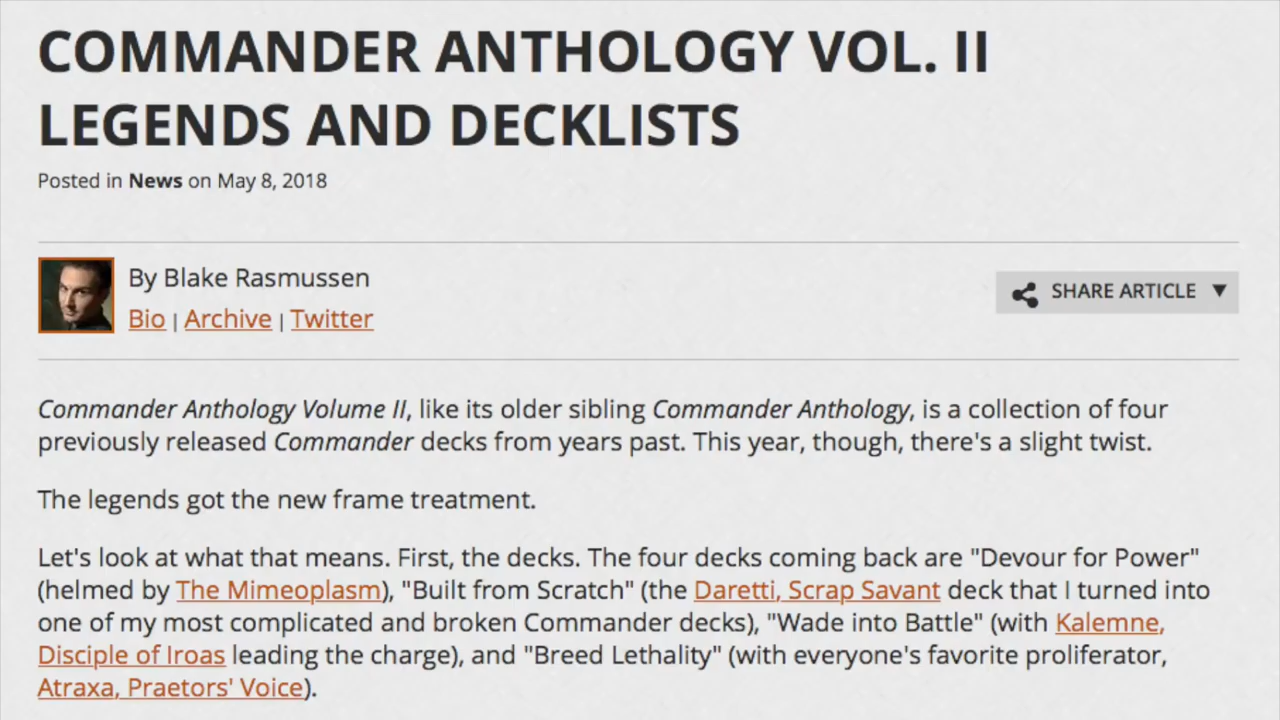 COMMANDER ANTHOLOGY VOL. II
LEGENDS AND DECKLISTS
Posted in News on May 8, 2018
By Blake Rasmussen
Bio | Archive | Twitter
SHARE ARTICLE ▼
Commander Anthology Volume II, like its older sibling Commander Anthology, is a collection of four
previously released Commander decks from years past. This year, though, there's a slight twist.
The legends got the new frame treatment.
Let's look at what that means. First, the decks. The four decks coming back are "Devour for Power"
(helmed by The Mimeoplasm), "Built from Scratch" (the Daretti, Scrap Savant deck that I turned into
one of my most complicated and broken Commander decks), "Wade into Battle" (with Kalemne,
Disciple of Iroas leading the charge), and "Breed Lethality" (with everyone's favorite proliferator,
Atraxa, Praetors' Voice).